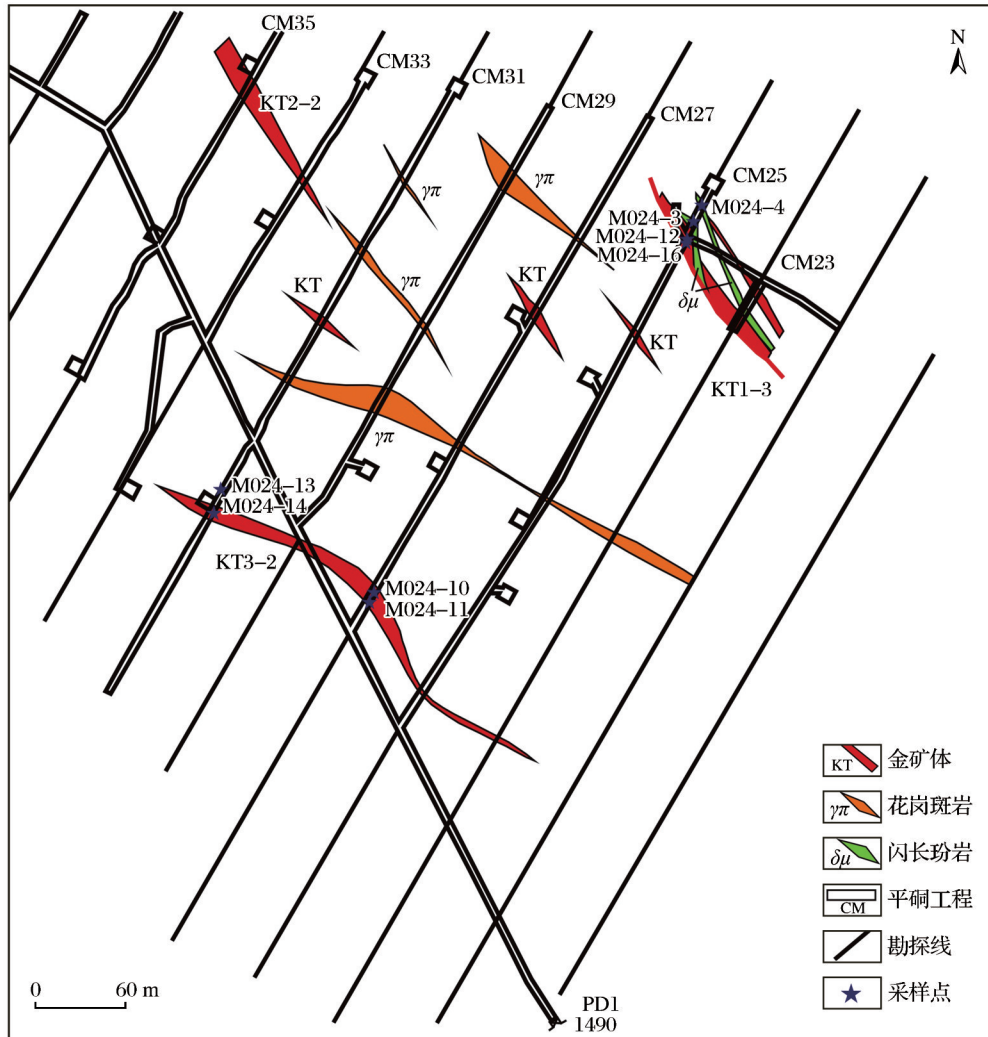 CM35
N
CM33
KT2-2
CM31
CM29
CM27
γπ
γπ
CM25
M024-4
M024-3
M024-12
M024-16
CM23
KT
γπ
KT
δμ
KT
KT1-3
γπ
M024-13
M024-14
KT3-2
M024-10
M024-11
KT 金矿体
γπ 花岗斑岩
δμ 闪长玢岩
CM 平硐工程
勘探线
采样点
0 60 m
PD1
1490